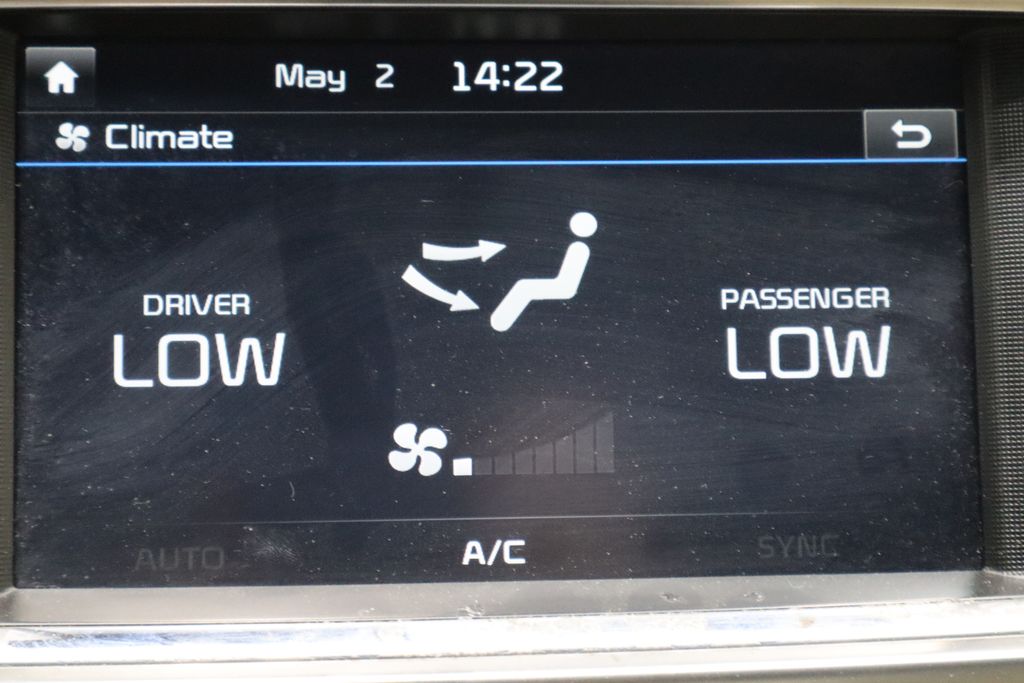 May 2 14:22
Climate
DRIVER
LOW
PASSENGER
LOW
AUTO
A/C
SYNC